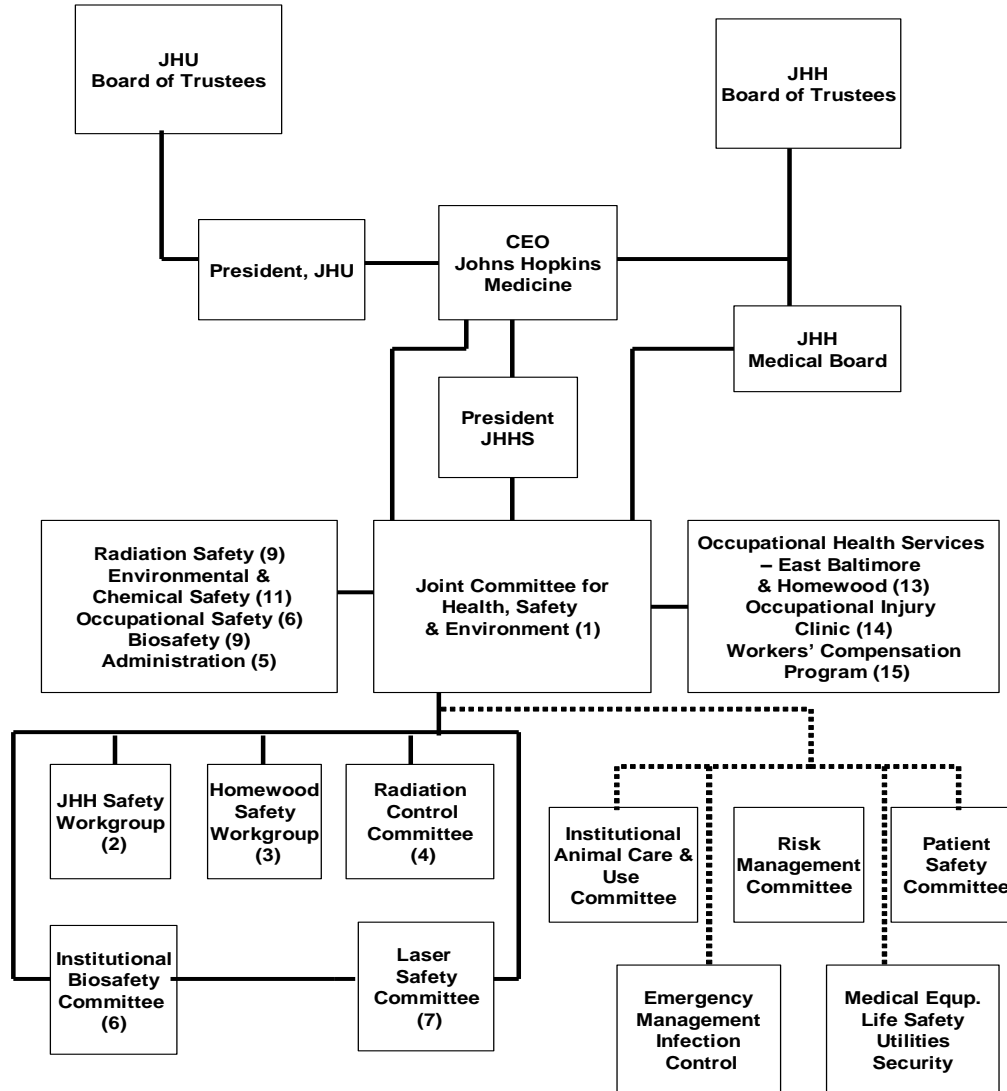 JHU
Board of Trustees
JHH
Board of Trustees
President, JHU
CEO
Johns Hopkins
Medicine
JHH
Medical Board
President
JHHS
Radiation Safety (9)
Environmental &
Chemical Safety (11)
Occupational Safety (6)
Biosafety (9)
Administration (5)
Joint Committee for
Health, Safety
& Environment (1)
Occupational Health Services
– East Baltimore
& Homewood (13)
Occupational Injury
Clinic (14)
Workers’ Compensation
Program (15)
JHH Safety
Workgroup
(2)
Homewood
Safety
Workgroup
(3)
Radiation
Control
Committee
(4)
Institutional
Animal Care &
Use
Committee
Risk
Management
Committee
Patient
Safety
Committee
Institutional
Biosafety
Committee
(6)
Laser
Safety
Committee
(7)
Emergency
Management
Infection
Control
Medical Equp.
Life Safety
Utilities
Security